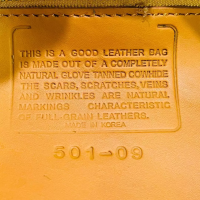 THIS IS A GOOD LEATHER BAG
IS MADE OUT OF A COMPLETELY
NATURAL GLOVE TANNED COWHIDE
THE SCARS, SCRATCHES, VEINS
AND WRINKLES ARE NATURAL
MARKINGS CHARACTERISTIC
OF FULL GRAIN LEATHERS.
MADE IN KOREA
501-09